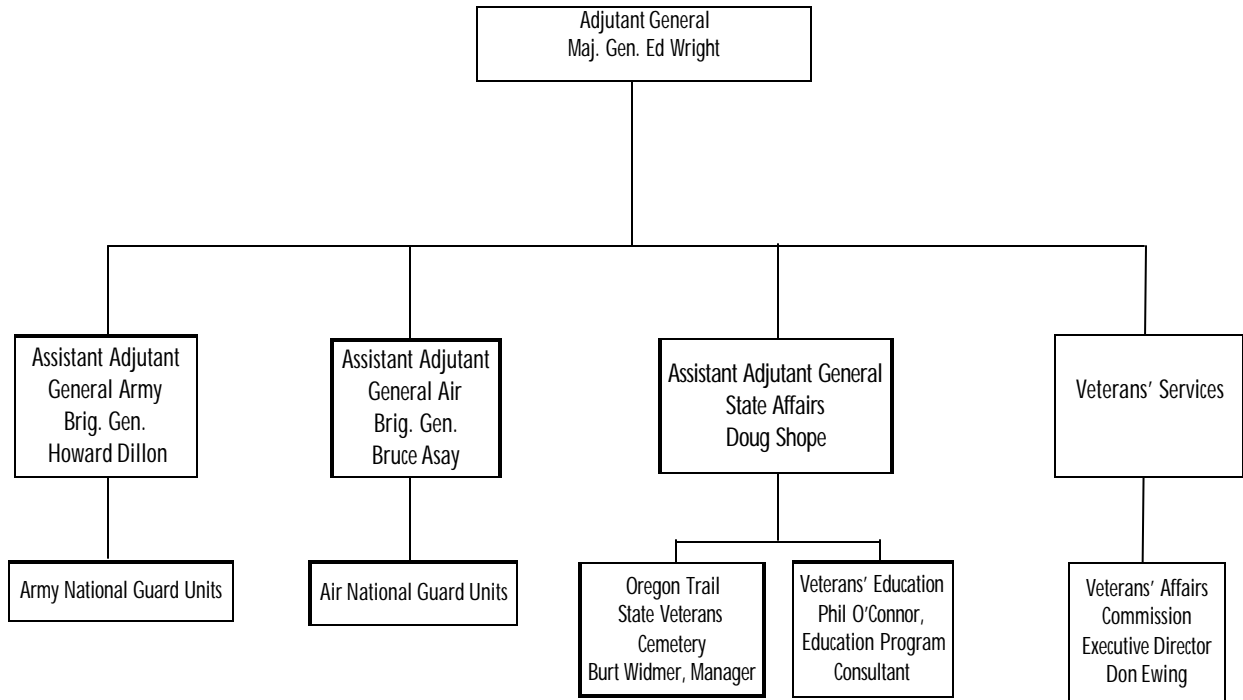 Adjutant General
Maj. Gen. Ed Wright
Assistant Adjutant
General Army
Brig. Gen.
Howard Dillon
Assistant Adjutant
General Air
Brig. Gen.
Bruce Asay
Assistant Adjutant General
State Affairs
Doug Shope
Veterans' Services
Army National Guard Units
Air National Guard Units
Oregon Trail
State Veterans
Cemetery
Burt Widmer, Manager
Veterans' Education
Phil O'Connor,
Education Program
Consultant
Veterans' Affairs
Commission
Executive Director
Don Ewing